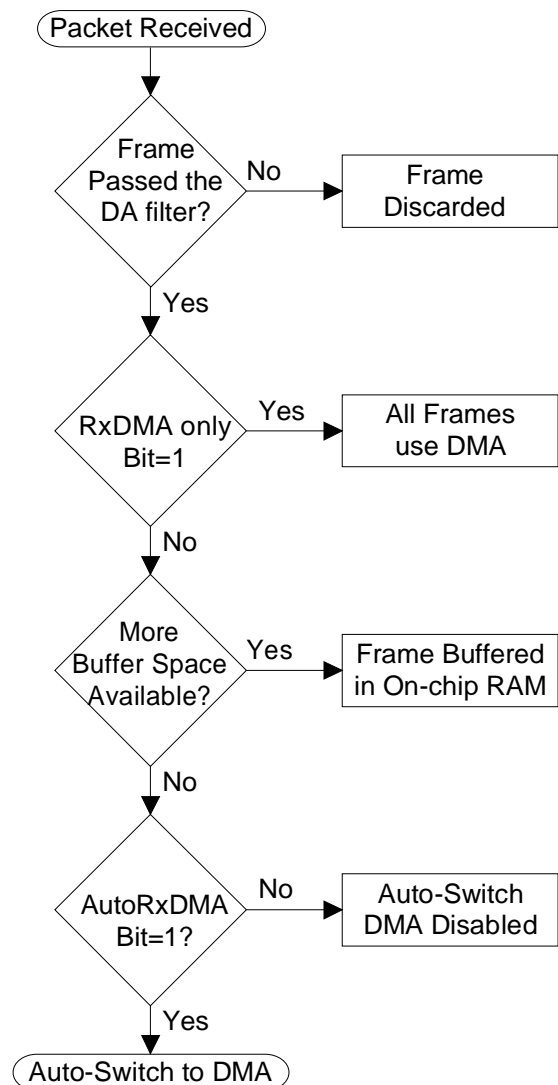 Packet Received
Frame
Passed the
DA filter?
No
Frame
Discarded
Yes
RxDMA only
Bit=1
Yes
All Frames
use DMA
No
More
Buffer Space
Available?
Yes
Frame Buffered
in On-chip RAM
No
AutoRxDMA
Bit=1?
No
Auto-Switch
DMA Disabled
Yes
Auto-Switch to DMA